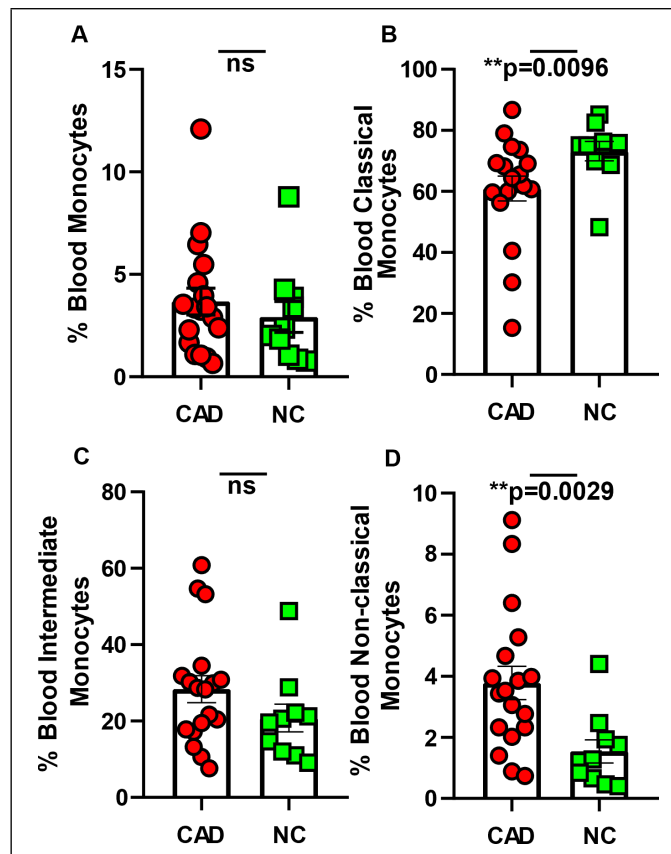 A
ns
% Blood Monocytes
15
10
5
0
CAD
NC
B
**p=0.0096
% Blood Classical
Monocytes
100
80
60
40
20
0
CAD
NC
C
ns
% Blood Intermediate
Monocytes
80
60
40
20
0
CAD
NC
D
**p=0.0029
% Blood Non-classical
Monocytes
10
8
6
4
2
0
CAD
NC